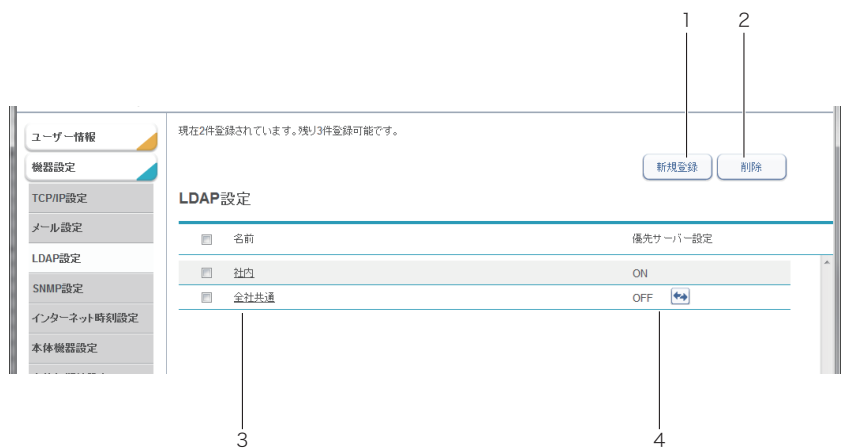 1 2
ユーザー情報
現在2件登録されています。残り3件登録可能です。
機器設定
新規登録 削除
TCP/IP設定
LDAP設定
メール設定
名前 優先サーバー設定
LDAP設定
社内 ON
SNMP設定
全社共通 OFF
インターネット時刻設定
本体機器設定
3 4